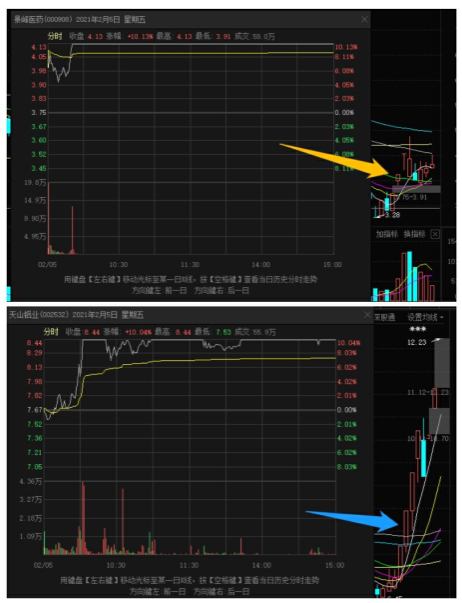 景峰医药(000908) 2021年2月5日 星期五
分时 收盘 4.13 涨幅 +10.13% 最高 4.13 最低 3.91 成交 59.0万
4.13 10.13%
4.05 8.11%
3.98 6.08%
3.90 4.05%
3.83 2.03%
3.75 0.00%
3.67 2.03%
3.60 4.05%
3.52 6.08%
3.45 8.11%
19.8万
14.9万
9.90万
4.95万
02/05 10:30 13:00 14:00 15:00
用键盘【左右键】移动光标至某一日K线,按【空格键】查看当日历史分时走势
方向键左 前一日 方向键右 后一日
3.28
加指标 换指标
15
10
天山铝业(002532) 2021年2月5日 星期五
分时 收盘 8.44 涨幅 +10.04% 最高 8.44 最低 7.53 成交 55.9万
8.44 10.04%
8.29 8.03%
8.13 6.02%
7.98 4.02%
7.82 2.01%
7.67 0.00%
7.52 2.01%
7.36 4.02%
7.21 6.02%
7.05 8.03%
4.36万
3.27万
2.18万
1.09万
02/05 10:30 11:30 14:00 15:00
用键盘【左右键】移动光标至某一日K线,按【空格键】查看当日历史分时走势
方向键左 前一日 方向键右 后一日
设置均线
12.23
11.12-11.23